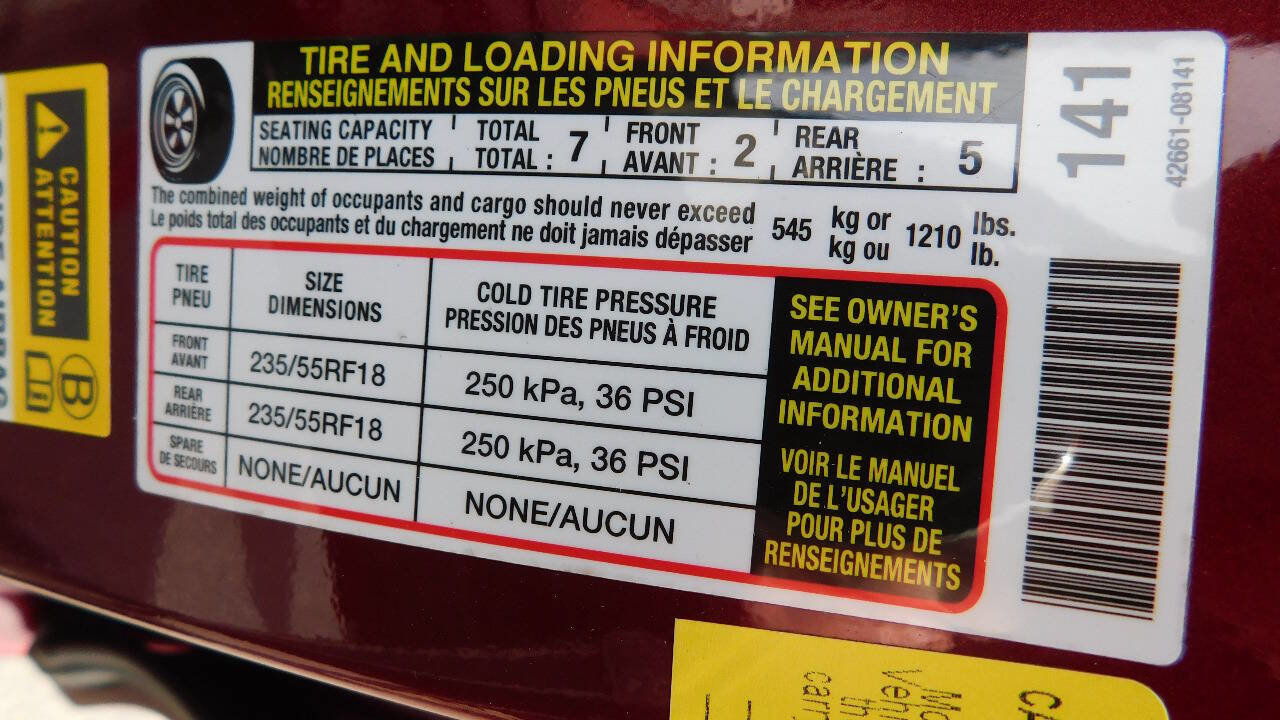 TIRE AND LOADING INFORMATION
RENSEIGNEMENTS SUR LES PNEUS ET LE CHARGEMENT
SEATING CAPACITY TOTAL FRONT REAR
NOMBRE DE PLACES TOTAL : 7 AVANT : 2 ARRIÈRE : 5
The combined weight of occupants and cargo should never exceed 545 kg or 1210 lbs.
Le poids total des occupants et du chargement ne doit jamais dépasser kg ou lb.
TIRE
PNEU
SIZE
DIMENSIONS
COLD TIRE PRESSURE
PRESSION DES PNEUS À FROID
FRONT
AVANT
235/55RF18
250 kPa, 36 PSI
REAR
ARRIÈRE
235/55RF18
250 kPa, 36 PSI
SPARE
DE SECOURS
NONE/AUCUN
NONE/AUCUN
SEE OWNER'S
MANUAL FOR
ADDITIONAL
INFORMATION
VOIR LE MANUEL
DE L'USAGER
POUR PLUS DE
RENSEIGNEMENTS
141
42661-08141
CAUTION
ATTENTION
B